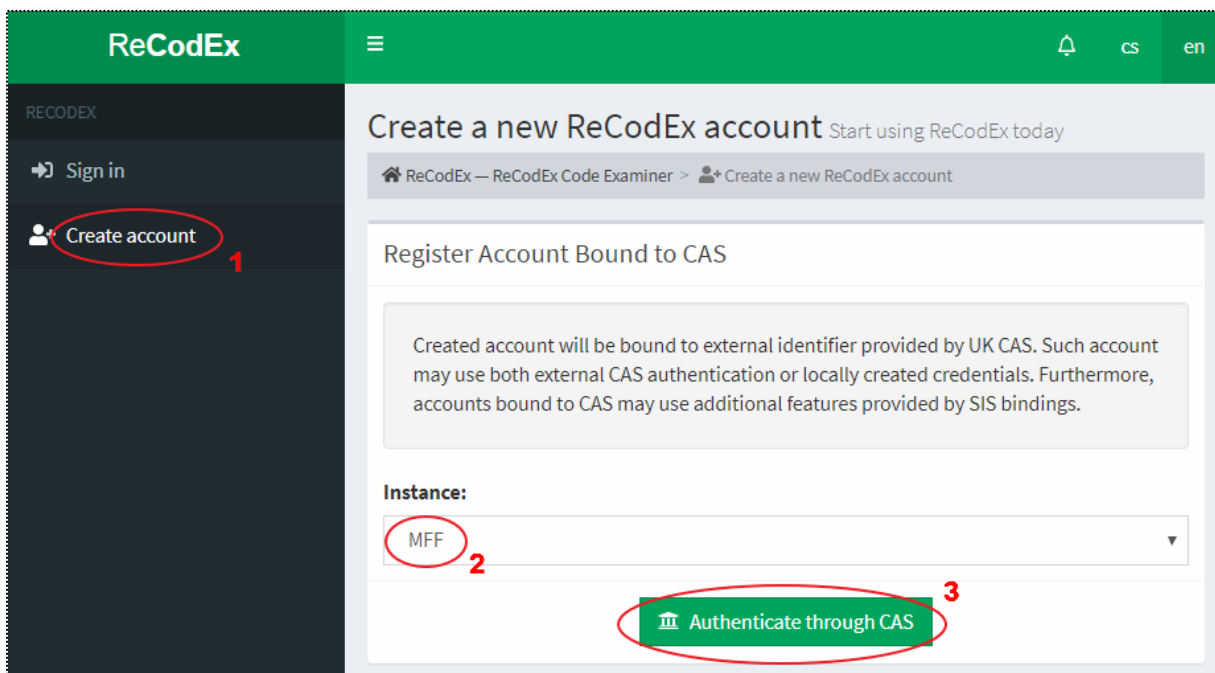 ReCodEx
cs
en
RECODEX
Sign in
Create account
1
Create a new ReCodEx account Start using ReCodEx today
ReCodEx — ReCodEx Code Examiner > Create a new ReCodEx account
Register Account Bound to CAS
Created account will be bound to external identifier provided by UK CAS. Such account
may use both external CAS authentication or locally created credentials. Furthermore,
accounts bound to CAS may use additional features provided by SIS bindings.
Instance:
MFF
2
3
Authenticate through CAS